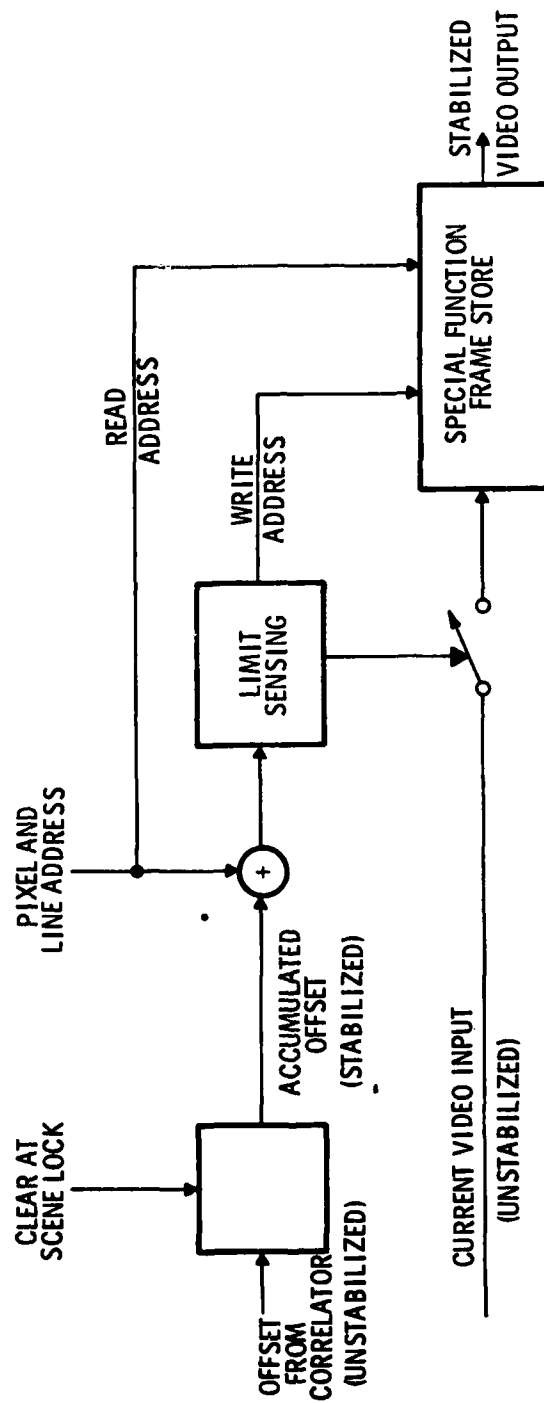 CLEAR AT
SCENE LOCK
OFFSET
FROM
CORRELATOR
(UNSTABILIZED)
ACCUMULATED
OFFSET
(STABILIZED)
PIXEL AND
LINE ADDRESS
+
LIMIT
SENSING
READ
ADDRESS
WRITE
ADDRESS
CURRENT VIDEO INPUT
(UNSTABILIZED)
SPECIAL FUNCTION
FRAME STORE
STABILIZED
VIDEO OUTPUT